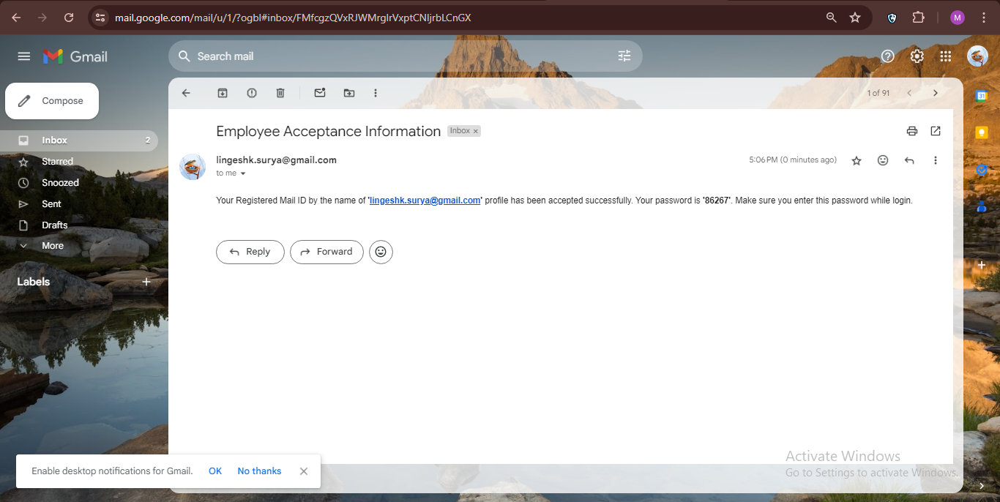 mail.google.com/mail/u/1/?ogbl#inbox/FMfcgzQVxRJWMrglrVxptCNljrbLCnGX
M
Gmail
Search mail
Compose
1 of 91
31
Inbox 2
Starred
Snoozed
Sent
Drafts
More
Labels
Employee Acceptance Information Inbox ×
lingeshk.surya@gmail.com 5:06 PM (0 minutes ago)
to me
Your Registered Mail ID by the name of 'lingeshk.surya@gmail.com' profile has been accepted successfully. Your password is '86267'. Make sure you enter this password while login.
Reply Forward
Activate Windows
Go to Settings to activate Windows.
Enable desktop notifications for Gmail. OK No thanks